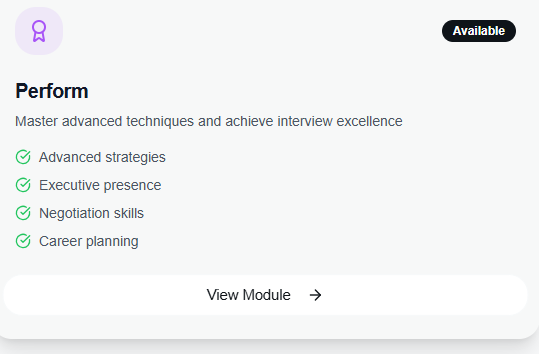 Available
Perform
Master advanced techniques and achieve interview excellence
Advanced strategies
Executive presence
Negotiation skills
Career planning
View Module